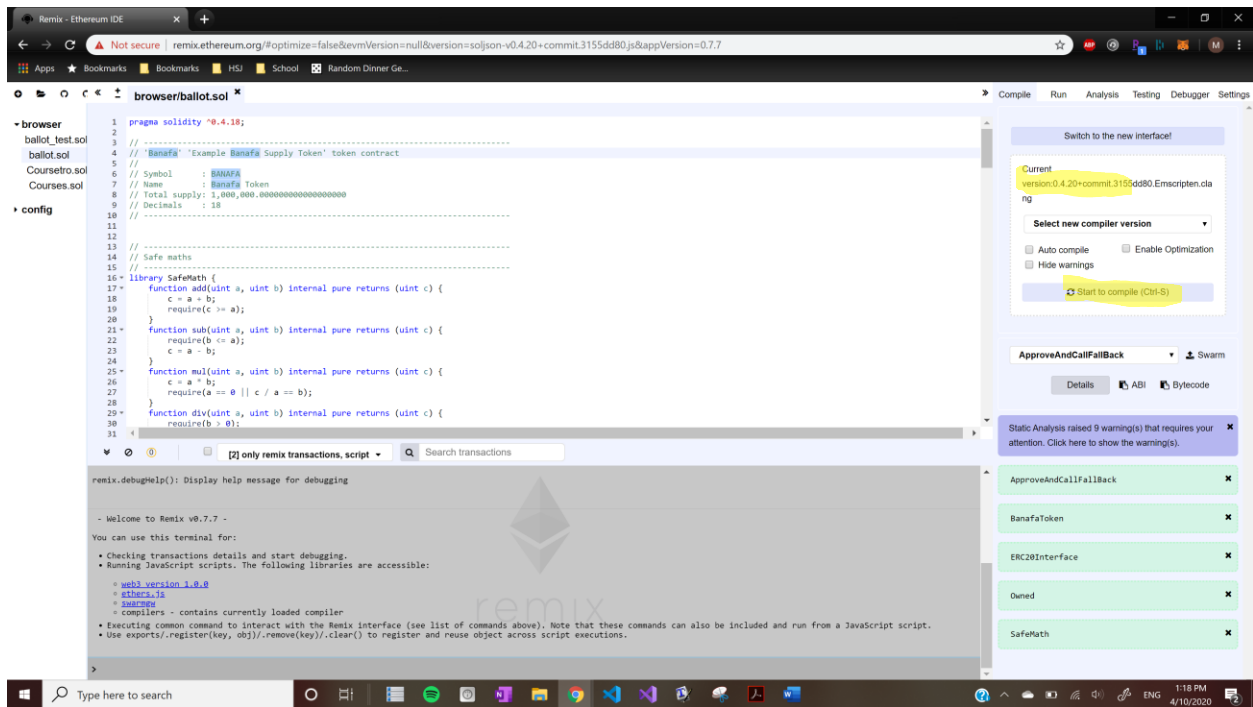 Remix - Ethereum IDE
Not secure | remix.ethereum.org/#optimize=false&evmVersion=null&version=soljson-v0.4.20+commit.3155dd80.js&appVersion=0.7.7
ABP
M
Apps Bookmarks Bookmarks HSJ School Random Dinner Ge...
browser/ballot.sol
Compile Run Analysis Testing Debugger Settings
browser
ballot_test.sol
ballot.sol
Coursetro.sol
Courses.sol
config
1 pragma solidity ^0.4.18;
2
3 // ----------------------------------------------------------------------------
4 // 'Banafa' 'Example Banafa Supply Token' token contract
5 //
6 // Symbol : BANAFA
7 // Name : Banafa Token
8 // Total supply: 1,000,000.000000000000000000
9 // Decimals : 18
10 // ----------------------------------------------------------------------------
11
12
13 // ----------------------------------------------------------------------------
14 // Safe maths
15 // ----------------------------------------------------------------------------
16 library SafeMath {
17 function add(uint a, uint b) internal pure returns (uint c) {
18 c = a + b;
19 require(c >= a);
20 }
21 function sub(uint a, uint b) internal pure returns (uint c) {
22 require(b <= a);
23 c = a - b;
24 }
25 function mul(uint a, uint b) internal pure returns (uint c) {
26 c = a * b;
27 require(a == 0 || c / a == b);
28 }
29 function div(uint a, uint b) internal pure returns (uint c) {
30 require(b > 0);
31
Switch to the new interface!
Current
version:0.4.20+commit.3155dd80.Emscripten.cla
ng
Select new compiler version
Auto compile Enable Optimization
Hide warnings
Start to compile (Ctrl-S)
ApproveAndCallFallBack Swarm
Details ABI Bytecode
Static Analysis raised 9 warning(s) that requires your
attention. Click here to show the warning(s).
ApproveAndCallFallBack
BanafaToken
ERC20Interface
Owned
SafeMath
0 [2] only remix transactions, script Search transactions
remix.debugHelp(): Display help message for debugging
- Welcome to Remix v0.7.7 -
You can use this terminal for:
• Checking transactions details and start debugging.
• Running JavaScript scripts. The following libraries are accessible:
web3 version 1.0.0
ethers.js
swarmgw
compilers - contains currently loaded compiler
remix
• Executing common command to interact with the Remix interface (see list of commands above). Note that these commands can also be included and run from a JavaScript script.
• Use exports/.register(key, obj)/.remove(key)/.clear() to register and reuse object across script executions.
>
Type here to search
ENG
1:18 PM
4/10/2020
2